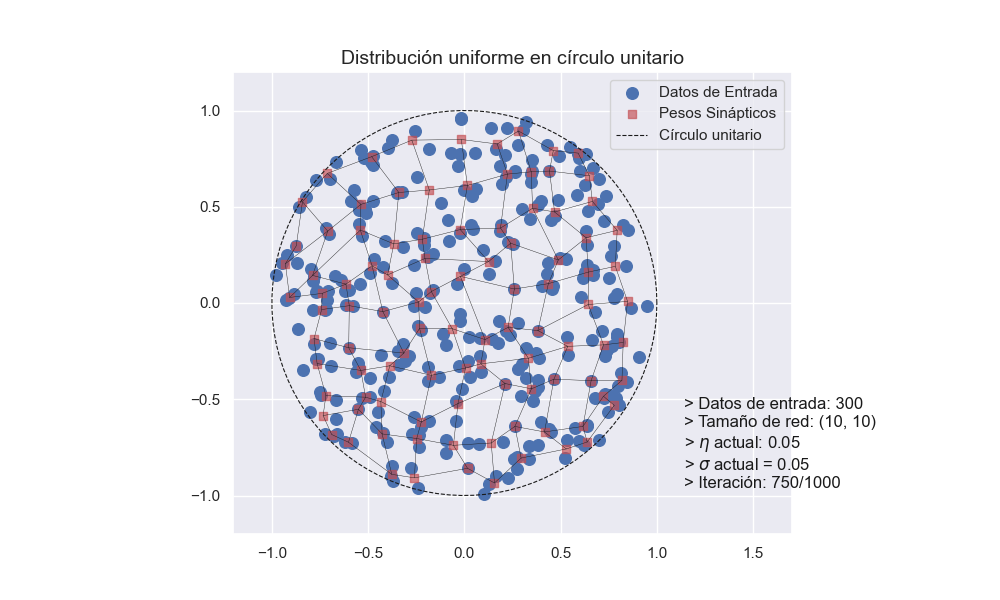 Distribución uniforme en círculo unitario
Datos de Entrada
Pesos Sinápticos
Círculo unitario
1.0
0.5
0.0
−0.5
−1.0
> Datos de entrada: 300
> Tamaño de red: (10, 10)
> η actual: 0.05
> σ actual = 0.05
> Iteración: 750/1000
−1.0 −0.5 0.0 0.5 1.0 1.5